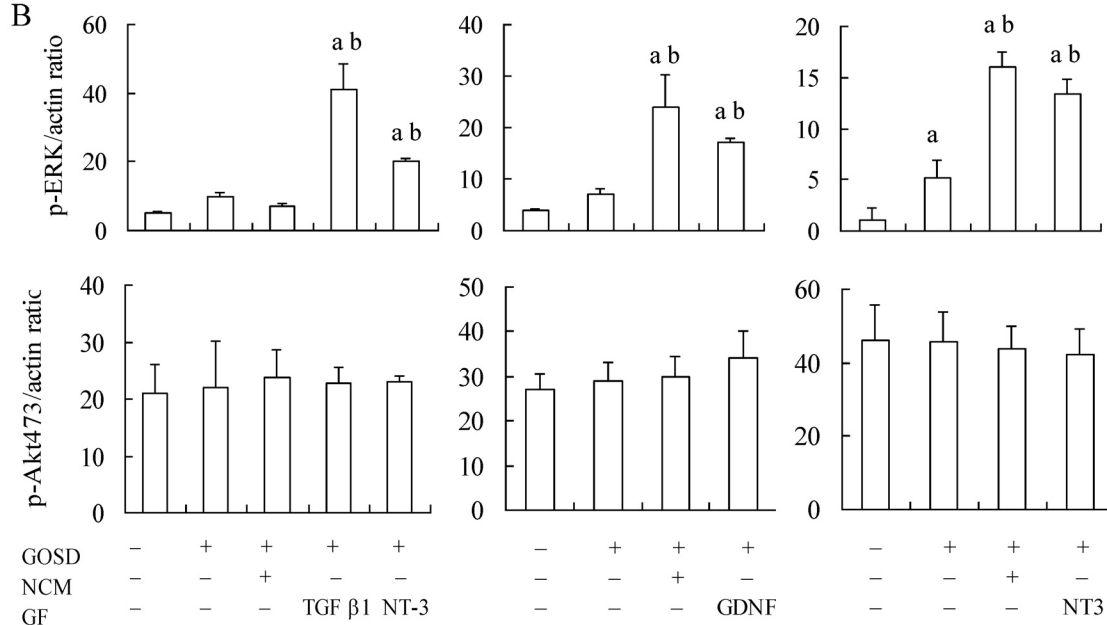 B
p-ERK/actin ratio
60
40
20
0
a b
a b
40
30
20
10
0
a b
a b
20
15
10
5
0
a
a b
a b
p-Akt473/actin ratio
40
30
20
10
0
50
40
30
20
10
0
60
40
20
0
GOSD – + + + + – + + + – + + +
NCM – – + – – – – + – – – + –
GF – – – TGF β1 NT-3 – – – GDNF – – – NT3